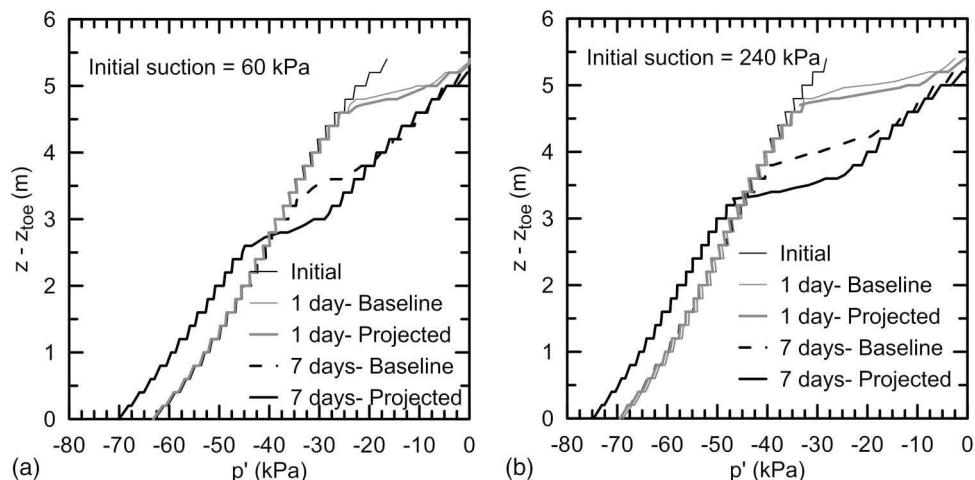 Initial suction = 60 kPa
6
5
4
3
2
1
0
z - z_toe (m)
Initial
1 day- Baseline
1 day- Projected
7 days- Baseline
7 days- Projected
-80 -70 -60 -50 -40 -30 -20 -10 0
(a)
p' (kPa)
Initial suction = 240 kPa
6
5
4
3
2
1
0
z - z_toe (m)
Initial
1 day- Baseline
1 day- Projected
7 days- Baseline
7 days- Projected
-80 -70 -60 -50 -40 -30 -20 -10 0
(b)
p' (kPa)